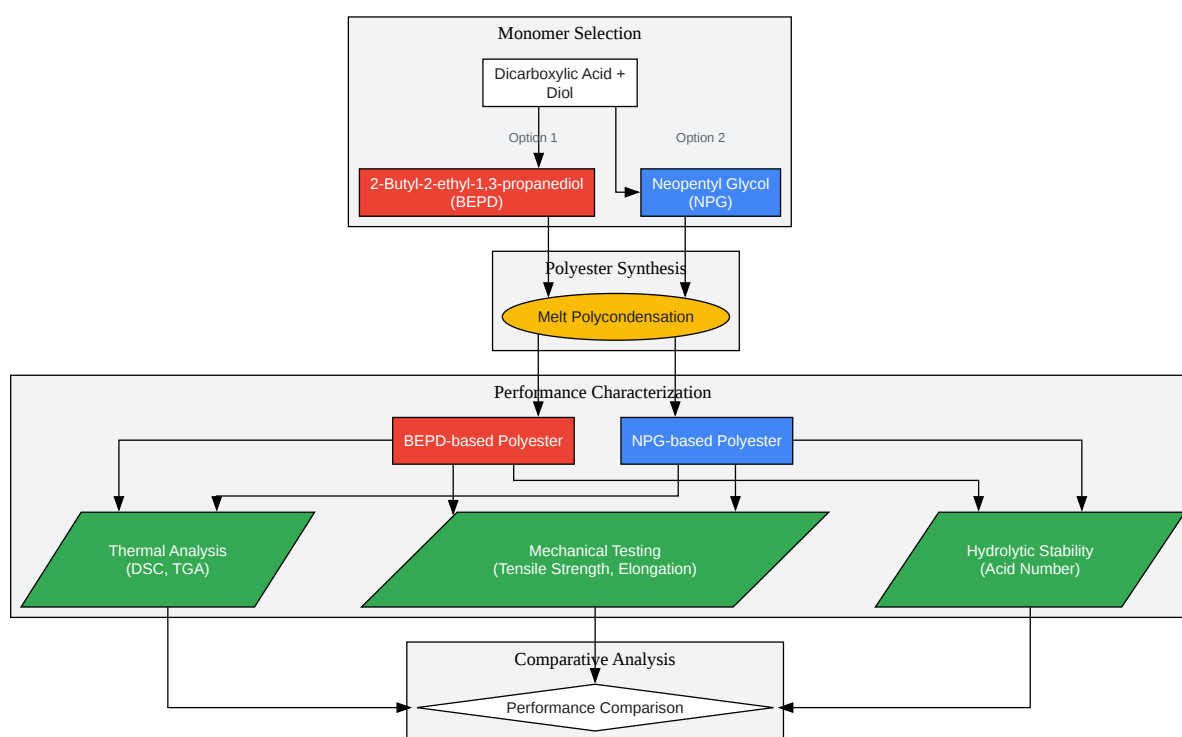 Monomer Selection
Dicarboxylic Acid +
Diol
Option 1
Option 2
2-Butyl-2-ethyl-1,3-propanediol
(BEPD)
Neopentyl Glycol
(NPG)
Polyester Synthesis
Melt Polycondensation
Performance Characterization
BEPD-based Polyester
NPG-based Polyester
Thermal Analysis
(DSC, TGA)
Mechanical Testing
(Tensile Strength, Elongation)
Hydrolytic Stability
(Acid Number)
Comparative Analysis
Performance Comparison